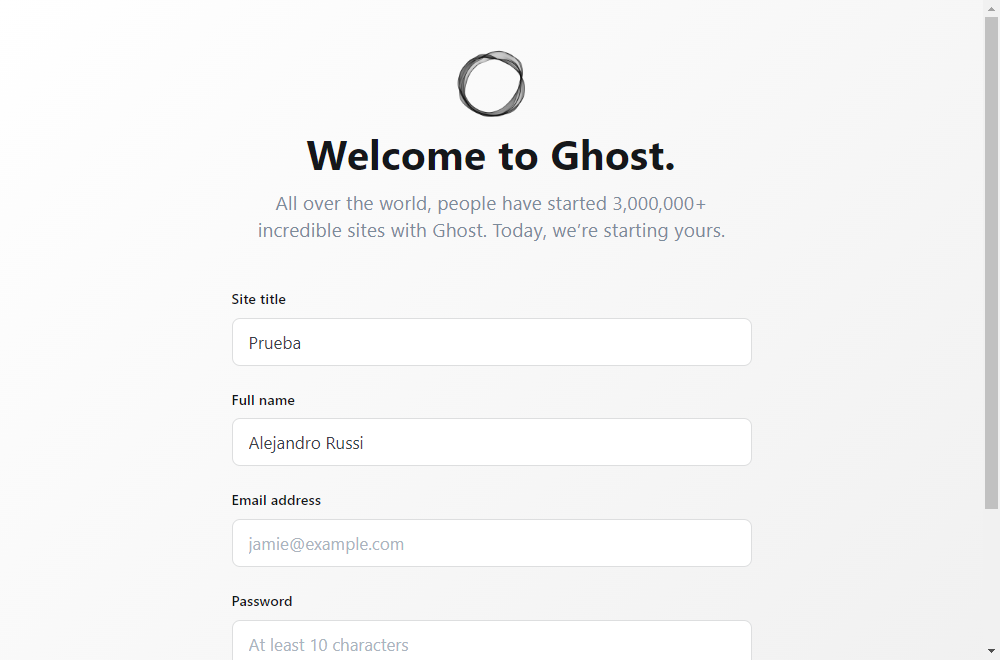 Welcome to Ghost.
All over the world, people have started 3,000,000+
incredible sites with Ghost. Today, we’re starting yours.
Site title
Prueba
Full name
Alejandro Russi
Email address
jamie@example.com
Password
At least 10 characters